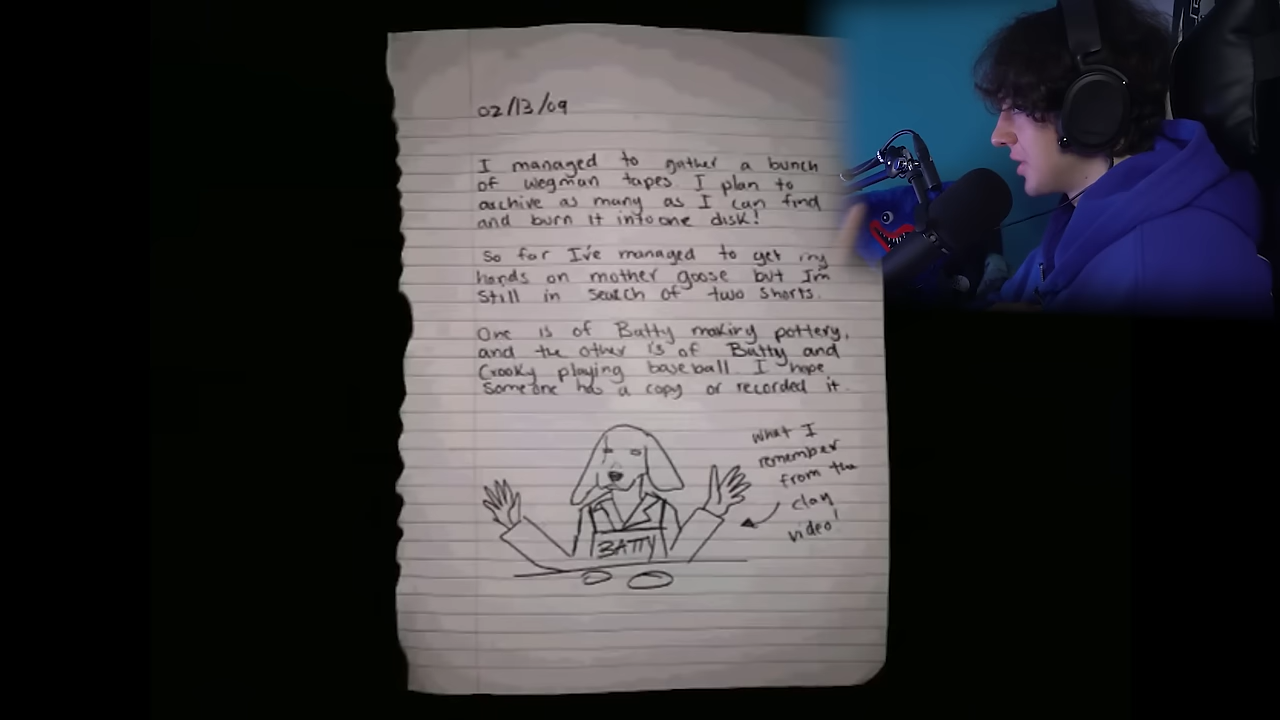 02/13/09
I managed to gather a bunch
of wegman tapes. I plan to
archive as many as I can find
and burn it into one disk!
So far I've managed to get my
hands on mother goose but I'm
still in search of two shorts.
One is of Batty making pottery,
and the other is of Batty and
Crooky playing baseball I hope
someone has a copy or recorded it.
what I
remember
from the
clay
video!
BATTY